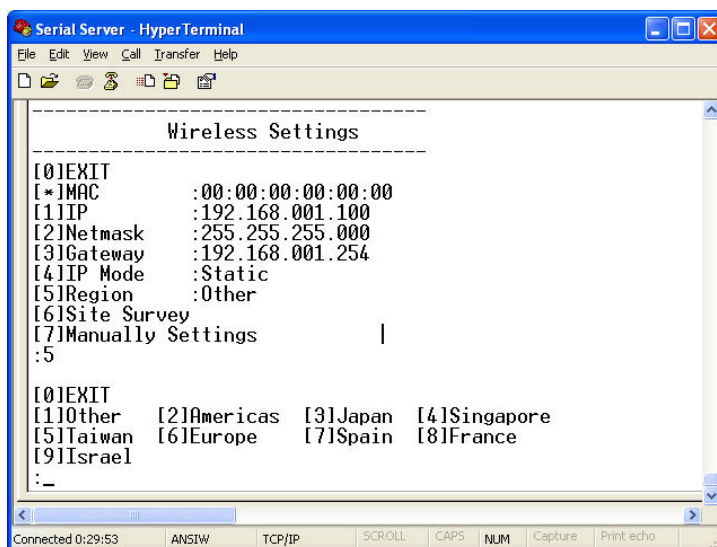 Serial Server - HyperTerminal
File Edit View Call Transfer Help
Wireless Settings
[0]EXIT
[*]MAC :00:00:00:00:00:00
[1]IP :192.168.001.100
[2]Netmask :255.255.255.000
[3]Gateway :192.168.001.254
[4]IP Mode :Static
[5]Region :Other
[6]Site Survey
[7]Manually Settings
:5
[0]EXIT
[1]Other [2]Americas [3]Japan [4]Singapore
[5]Taiwan [6]Europe [7]Spain [8]France
[9]Israel
:_
Connected 0:29:53 ANSIW TCP/IP SCROLL CAPS NUM Capture Print echo